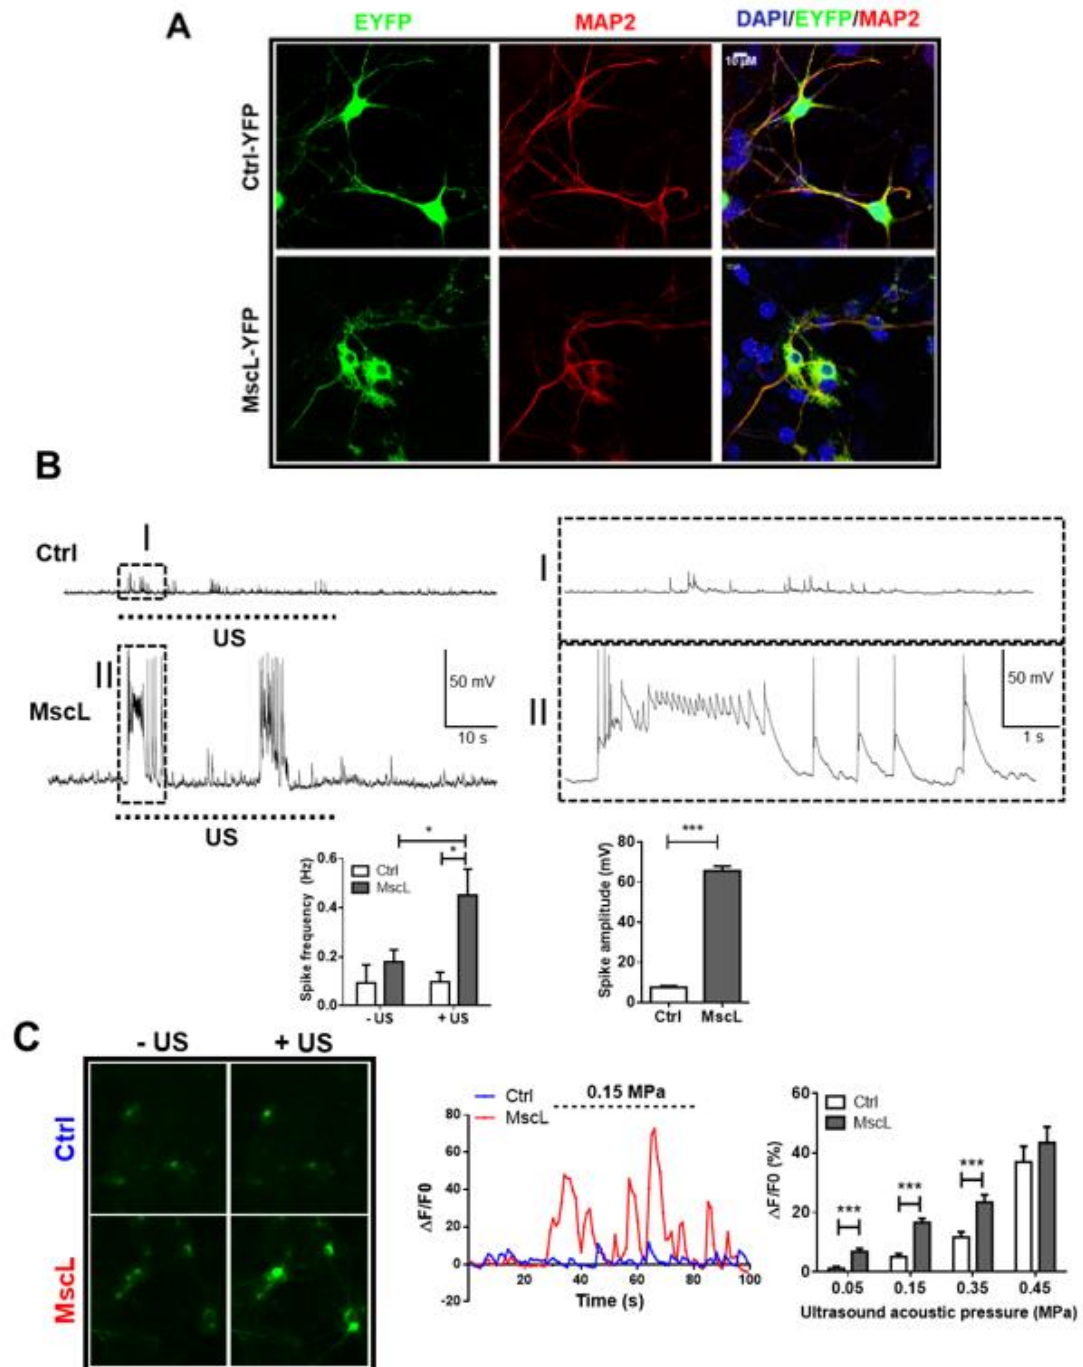 A
EYFP
MAP2
DAPI/EYFP/MAP2
Ctrl-YFP
10 µM
MscL-YFP
B
Ctrl
I
US
II
MscL
50 mV
10 s
US
I
II
50 mV
1 s
Spike frequency (Hz)
0.6
0.4
0.2
0.0
Ctrl
MscL
*
*
- US
+ US
Spike amplitude (mV)
80
60
40
20
0
***
Ctrl
MscL
C
- US
+ US
Ctrl
MscL
Ctrl
MscL
0.15 MPa
ΔF/F0
80
60
40
20
0
-20
20
40
60
80
100
Time (s)
ΔF/F0 (%)
60
40
20
0
Ctrl
MscL
***
***
***
0.05
0.15
0.35
0.45
Ultrasound acoustic pressure (MPa)